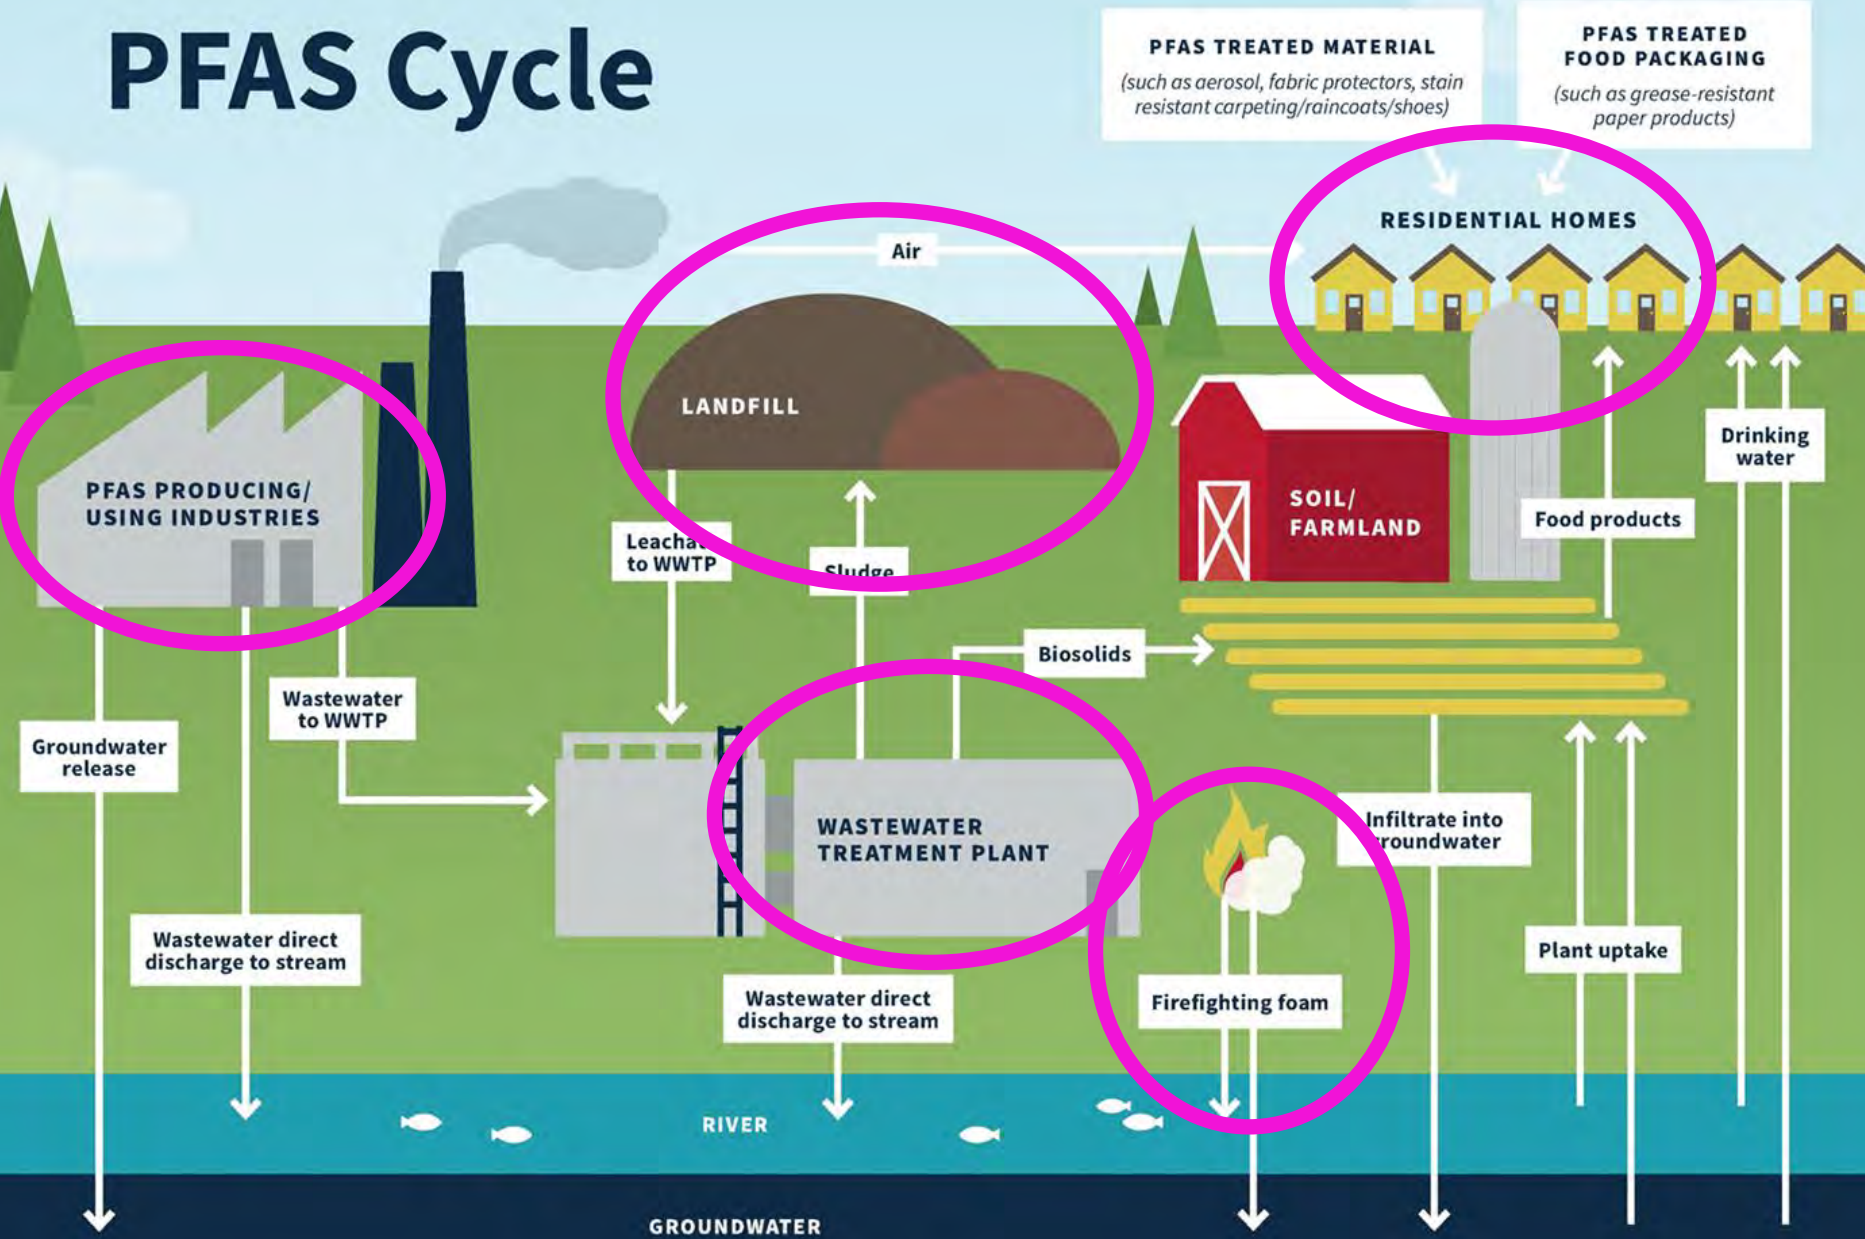 PFAS Cycle
PFAS TREATED MATERIAL
(such as aerosol, fabric protectors, stain
resistant carpeting/raincoats/shoes)
PFAS TREATED
FOOD PACKAGING
(such as grease-resistant
paper products)
RESIDENTIAL HOMES
Air
LANDFILL
PFAS PRODUCING/
USING INDUSTRIES
SOIL/
FARMLAND
Drinking
water
Food products
to WWTP
Sludge
Biosolids
Wastewater
to WWTP
Groundwater
release
WASTEWATER
TREATMENT PLANT
Infiltrate into
Wastewater direct
discharge to stream
Wastewater direct
discharge to stream
Firefighting foam
Plant uptake
RIVER
GROUNDWATER